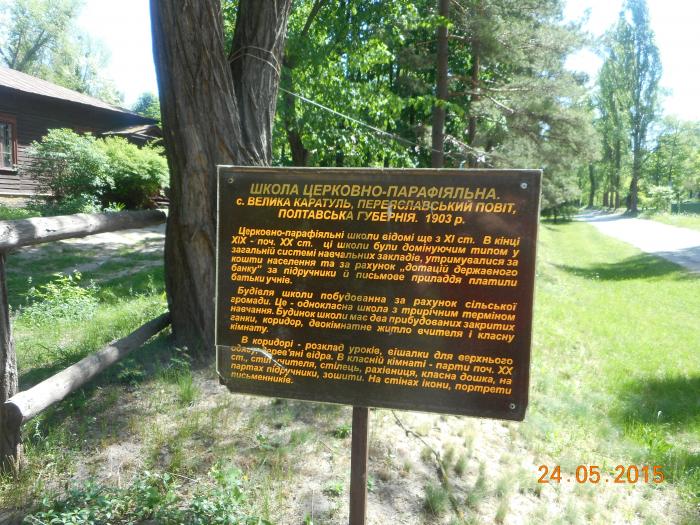 ШКОЛА ЦЕРКОВНО-ПАРАФІЯЛЬНА.
с. ВЕЛИКА КАРАТУЛЬ, ПЕРЕЯСЛАВСЬКИЙ ПОВІТ,
ПОЛТАВСЬКА ГУБЕРНІЯ. 1903 р.
Церковно-парафіяльні школи відомі ще з XI ст. В кінці
XIX - поч. XX ст. ці школи були домінуючим типом у
загальній системі навчальних закладів, утримувалися за
кошти населення та за рахунок „дотацій державного
банку" за підручники й письмове приладдя платили
батьки учнів.
Будівля школи побудованна за рахунок сільської
громади. Це - однокласна школа з трирічним терміном
навчання. Будинок школи має два прибудованих закритих
ганки, коридор, двокімнатне житло вчителя і класну
кімнату.
В коридорі - розклад уроків, вішалки для верхнього
одягу, дерев'яні відра. В класній кімнаті - парти поч. XX
ст., стіл вчителя, стілець, рахівниця, класна дошка, на
партах підручники, зошити. На стінах ікони, портрети
письменників.
24.05.2015